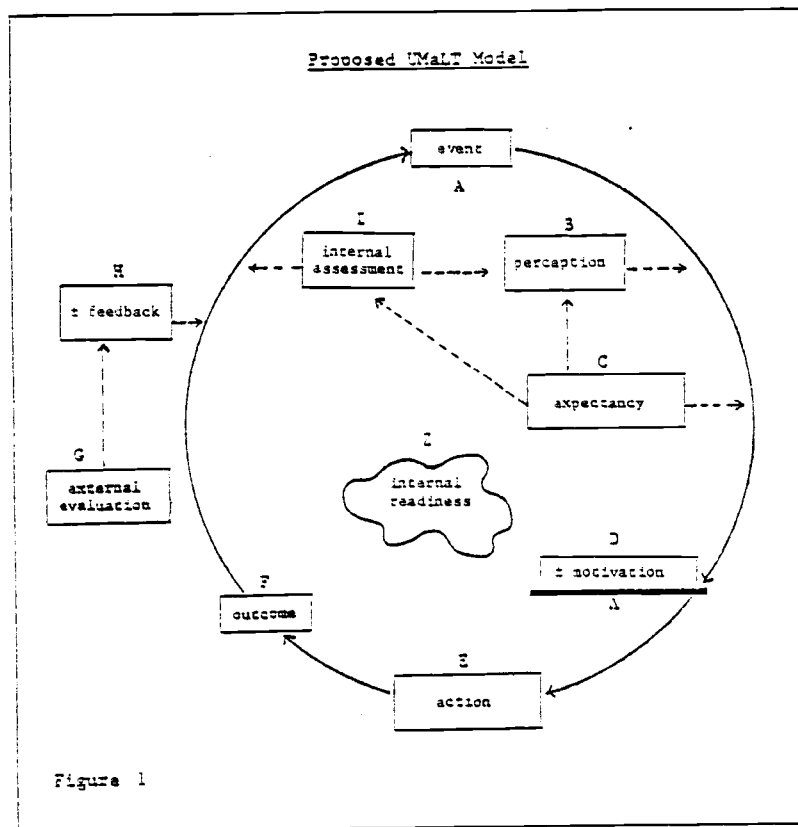 Proposed UMaLT Model
event
A
I
internal
assessment
B
perception
H
± feedback
C
expectancy
G
external
evaluation
Z
internal
readiness
D
± motivation
Δ
F
outcome
E
action
Figure 1